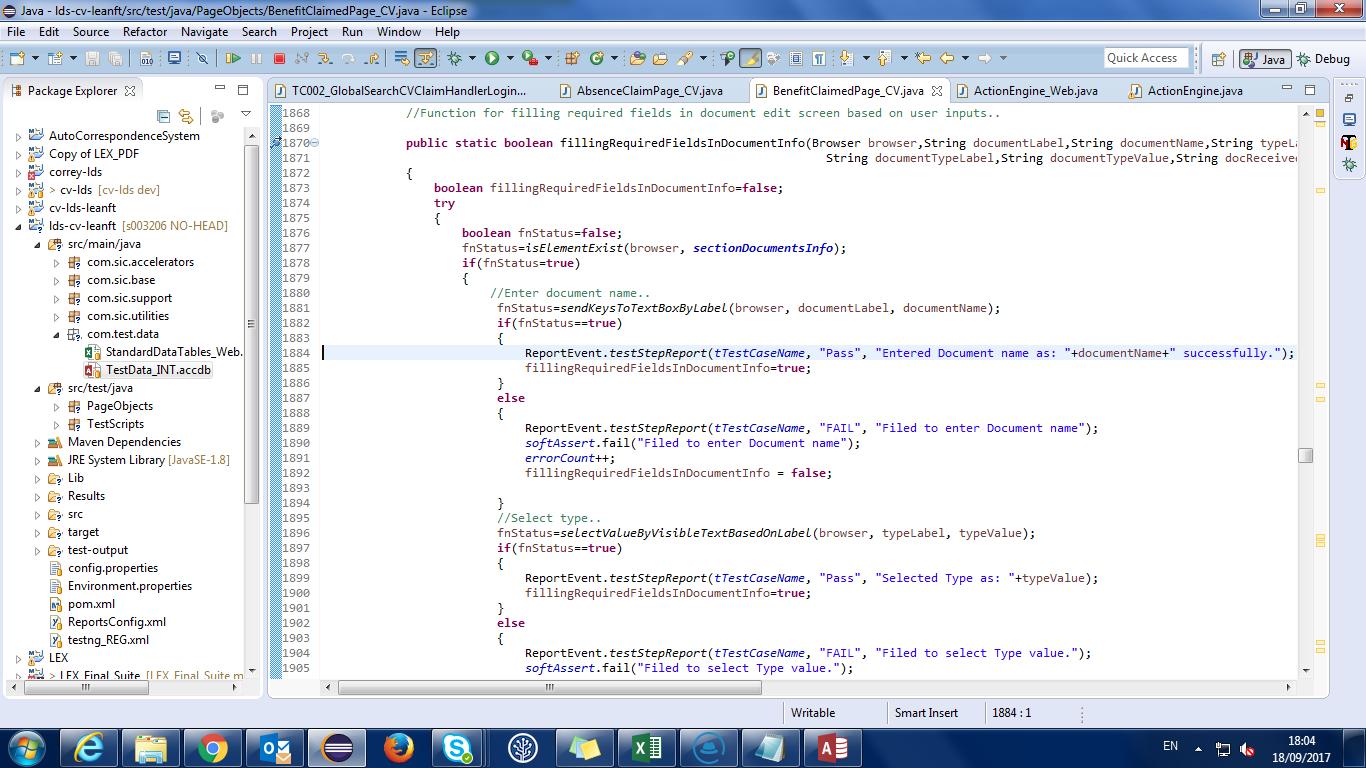 Java - lds-cv-leanft/src/test/java/PageObjects/BenefitClaimedPage_CV.java - Eclipse
File Edit Source Refactor Navigate Search Project Run Window Help
Quick Access
Java
Debug
Package Explorer
TC002_GlobalSearchCVClaimHandlerLogin...
AbsenceClaimPage_CV.java
BenefitClaimedPage_CV.java
ActionEngine_Web.java
ActionEngine.java
AutoCorrespondenceSystem
Copy of LEX_PDF
correy-lds
> cv-lds [cv-lds dev]
cv-lds-leanft
lds-cv-leanft [s003206 NO-HEAD]
src/main/java
com.sic.accelerators
com.sic.base
com.sic.support
com.sic.utilities
com.test.data
StandardDataTables_Web.
TestData_INT.accdb
src/test/java
PageObjects
TestScripts
Maven Dependencies
JRE System Library [JavaSE-1.8]
Lib
Results
src
target
test-output
config.properties
Environment.properties
pom.xml
ReportsConfig.xml
testng_REG.xml
LEX
> LEX_Final_Suite [LEX_Final_Suite m
1868 //Function for filling required fields in document edit screen based on user inputs..
1869
1870 public static boolean fillingRequiredFieldsInDocumentInfo(Browser browser,String documentLabel,String documentName,String typeL
1871 String documentTypeLabel,String documentTypeValue,String docReceive
1872 {
1873 boolean fillingRequiredFieldsInDocumentInfo=false;
1874 try
1875 {
1876 boolean fnStatus=false;
1877 fnStatus=isElementExist(browser, sectionDocumentsInfo);
1878 if(fnStatus=true)
1879 {
1880 //Enter document name..
1881 fnStatus=sendKeysToTextBoxByLabel(browser, documentLabel, documentName);
1882 if(fnStatus==true)
1883 {
1884 ReportEvent.testStepReport(tTestCaseName, "Pass", "Entered Document name as: "+documentName+" successfully.");
1885 fillingRequiredFieldsInDocumentInfo=true;
1886 }
1887 else
1888 {
1889 ReportEvent.testStepReport(tTestCaseName, "FAIL", "Filed to enter Document name");
1890 softAssert.fail("Filed to enter Document name");
1891 errorCount++;
1892 fillingRequiredFieldsInDocumentInfo = false;
1893
1894 }
1895 //Select type..
1896 fnStatus=selectValueByVisibleTextBasedOnLabel(browser, typeLabel, typeValue);
1897 if(fnStatus==true)
1898 {
1899 ReportEvent.testStepReport(tTestCaseName, "Pass", "Selected Type as: "+typeValue);
1900 fillingRequiredFieldsInDocumentInfo=true;
1901 }
1902 else
1903 {
1904 ReportEvent.testStepReport(tTestCaseName, "FAIL", "Filed to select Type value.");
1905 softAssert.fail("Filed to select Type value.");
Writable
Smart Insert
1884 : 1
EN
18:04
18/09/2017